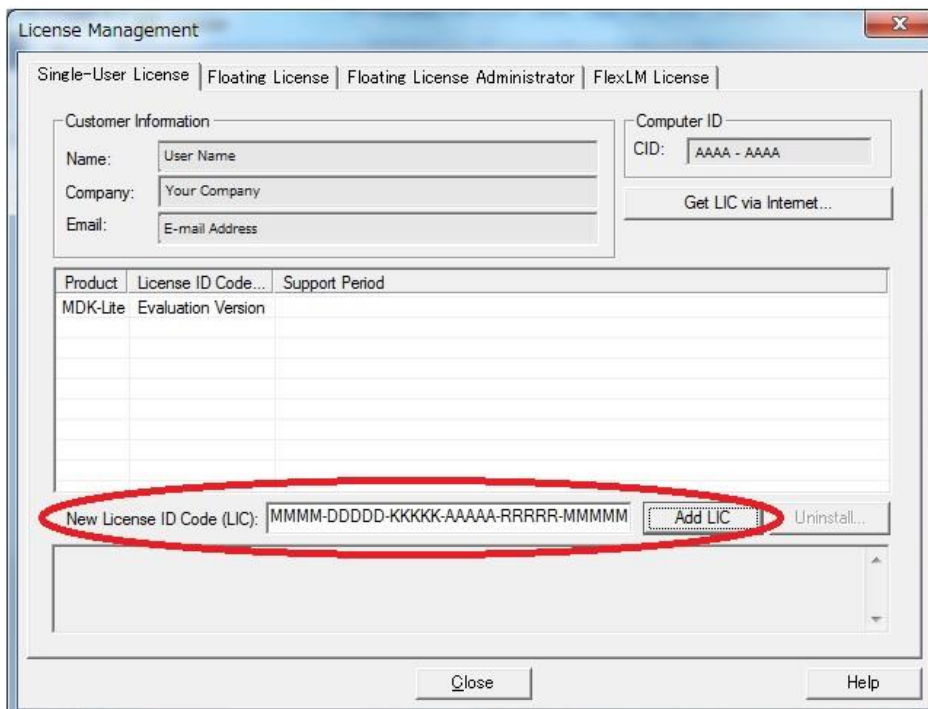 License Management
Single-User License | Floating License | Floating License Administrator | FlexLM License
Customer Information
Name: User Name
Company: Your Company
Email: E-mail Address
Computer ID
CID: AAAA - AAAA
Get LIC via Internet...
Product License ID Code... Support Period
MDK-Lite Evaluation Version
New License ID Code (LIC): MMMM-DDDDD-KKKKK-AAAAA-RRRRR-MMMMM Add LIC Uninstall...
Close Help